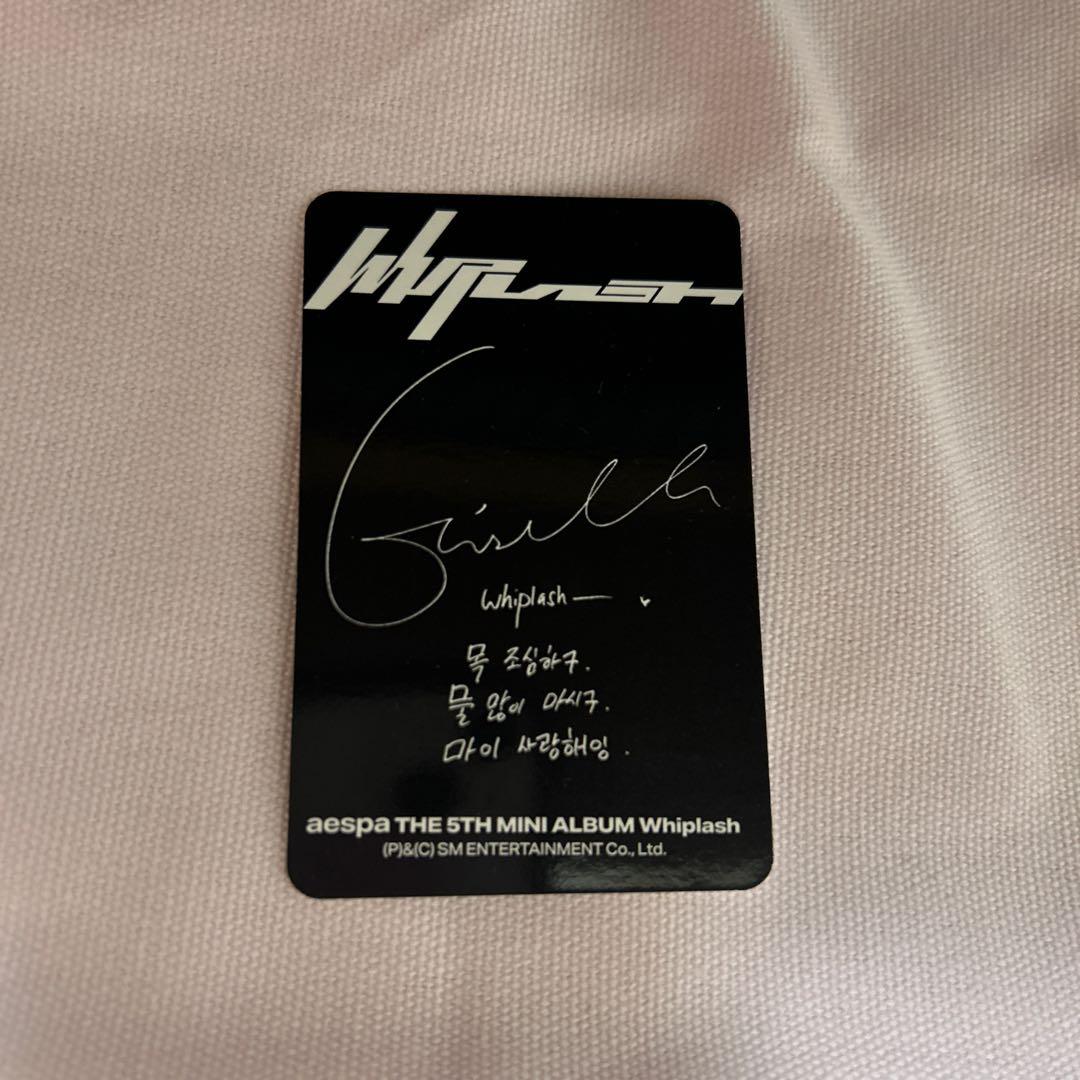 Whiplash
Giselle
Whiplash — ♥
목 조심하구.
물 많이 마시구.
마이 사랑해잉.
aespa THE 5TH MINI ALBUM Whiplash
(P)&(C) SM ENTERTAINMENT Co., Ltd.